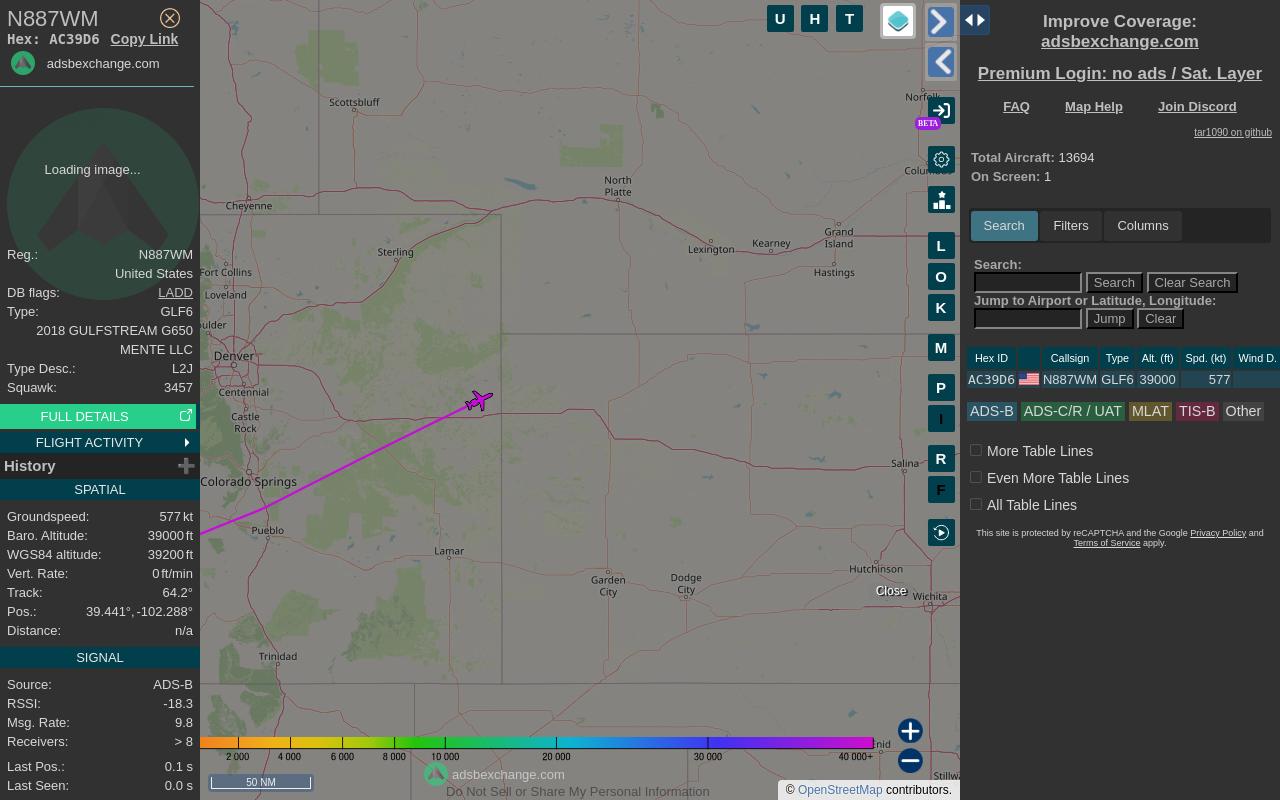 N887WM
Hex: AC39D6 Copy Link
adsbexchange.com
Loading image...
Reg.: N887WM
United States
DB flags: LADD
Type: GLF6
2018 GULFSTREAM G650
MENTE LLC
Type Desc.: L2J
Squawk: 3457
FULL DETAILS
FLIGHT ACTIVITY
History
SPATIAL
Groundspeed: 577 kt
Baro. Altitude: 39000 ft
WGS84 altitude: 39200 ft
Vert. Rate: 0 ft/min
Track: 64.2°
Pos.: 39.441°, -102.288°
Distance: n/a
SIGNAL
Source: ADS-B
RSSI: -18.3
Msg. Rate: 9.8
Receivers: > 8
Last Pos.: 0.1 s
Last Seen: 0.0 s
U H T
Scottsbluff
Norfolk
BETA
North
Platte
Cheyenne
Sterling
Lexington
Kearney
Grand
Island
Hastings
Fort Collins
Loveland
oulder
Denver
Centennial
Castle
Rock
Colorado Springs
Pueblo
Lamar
Garden
City
Dodge
City
Salina
Hutchinson
Wichita
Trinidad
Enid
L
O
K
M
P
I
R
F
Close
2 000 4 000 6 000 8 000 10 000 20 000 30 000 40 000+
50 NM
adsbexchange.com
Do Not Sell or Share My Personal Information
© OpenStreetMap contributors.
Improve Coverage:
adsbexchange.com
Premium Login: no ads / Sat. Layer
FAQ Map Help Join Discord
tar1090 on github
Total Aircraft: 13694
On Screen: 1
Search Filters Columns
Search:
Search Clear Search
Jump to Airport or Latitude, Longitude:
Jump Clear
Hex ID Callsign Type Alt. (ft) Spd. (kt) Wind D.
AC39D6 N887WM GLF6 39000 577
ADS-B ADS-C/R / UAT MLAT TIS-B Other
More Table Lines
Even More Table Lines
All Table Lines
This site is protected by reCAPTCHA and the Google Privacy Policy and
Terms of Service apply.